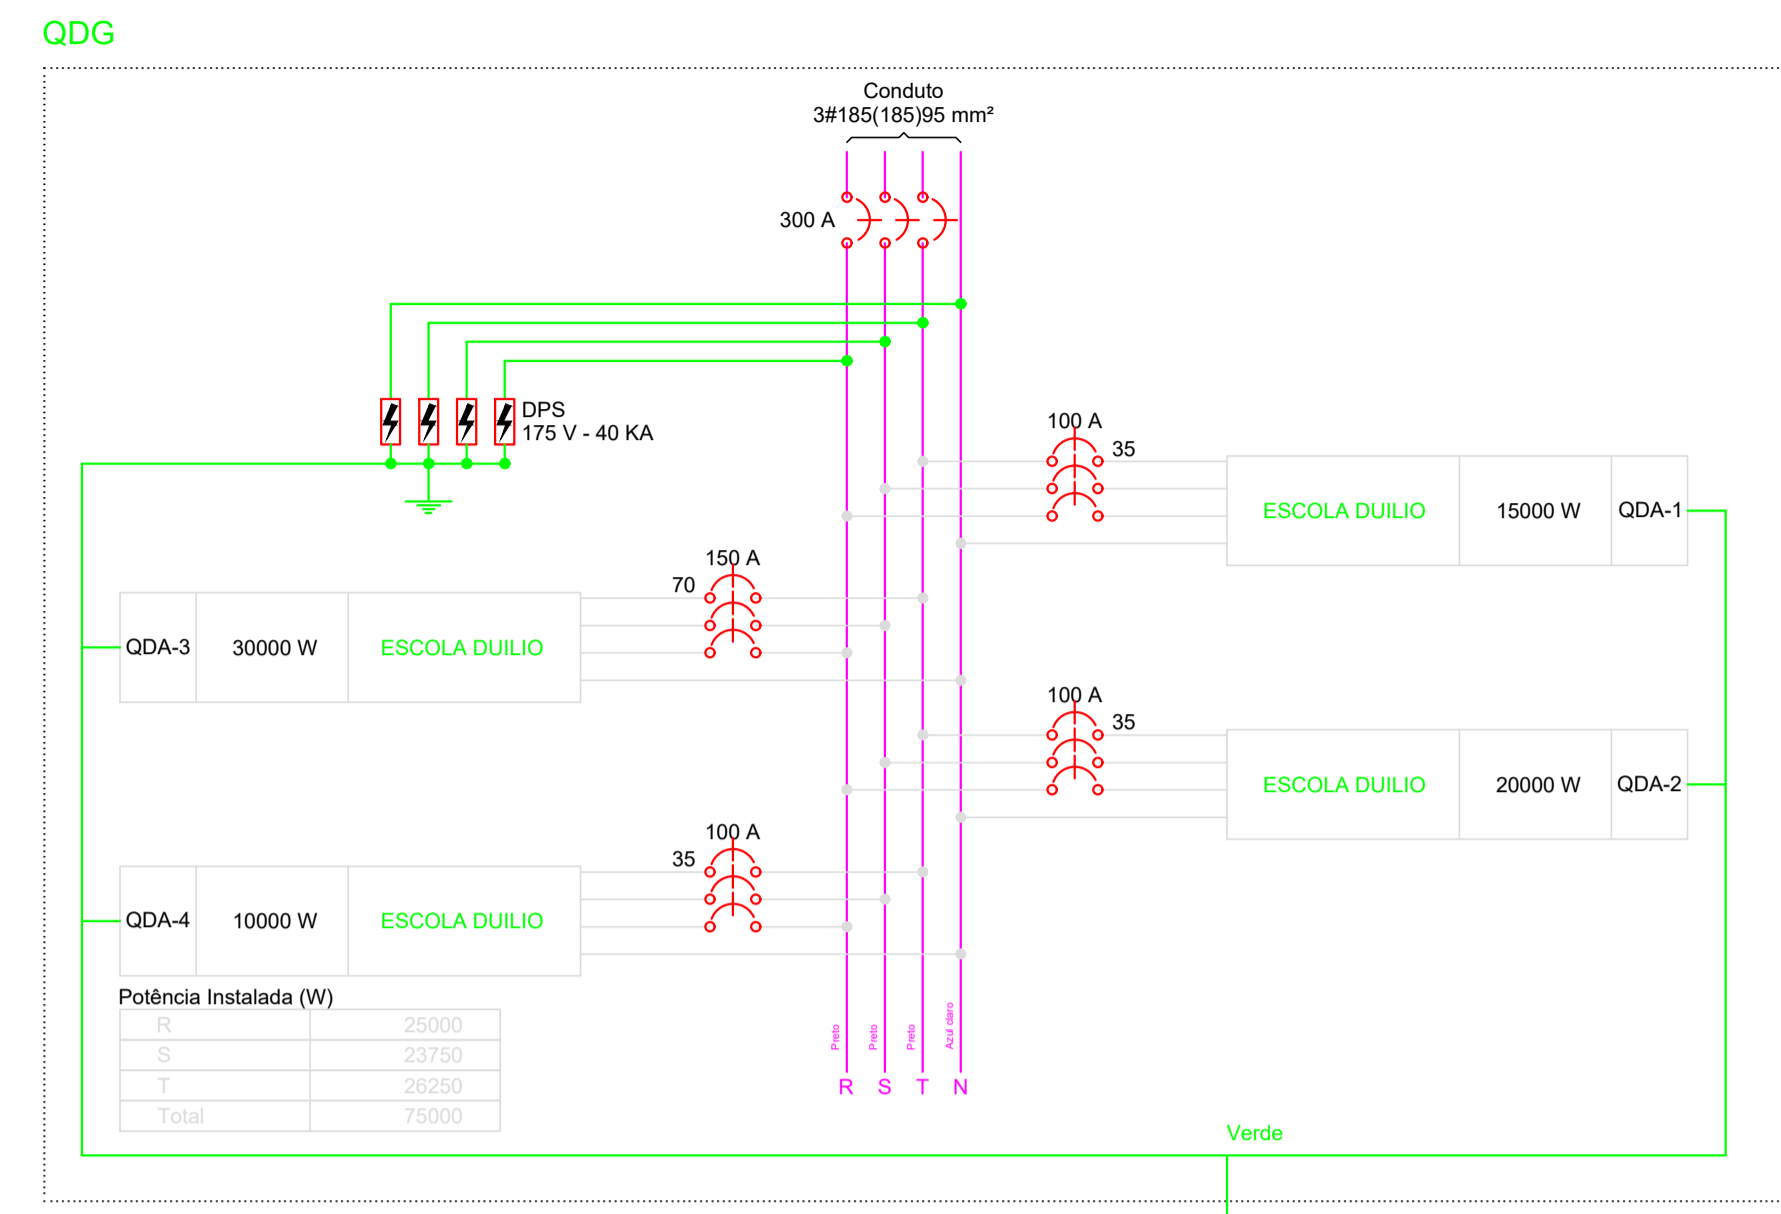 QDG
Conduto
3#185(185)95 mm²
300 A
DPS
175 V - 40 KA
100 A
35
ESCOLA DUILIO
15000 W
QDA-1
150 A
70
QDA-3
30000 W
ESCOLA DUILIO
100 A
35
ESCOLA DUILIO
20000 W
QDA-2
100 A
35
QDA-4
10000 W
ESCOLA DUILIO
Potência Instalada (W)
R 25000
S 23750
T 26250
Total 75000
Preto
Preto
Preto
Azul claro
R S T N
Verde